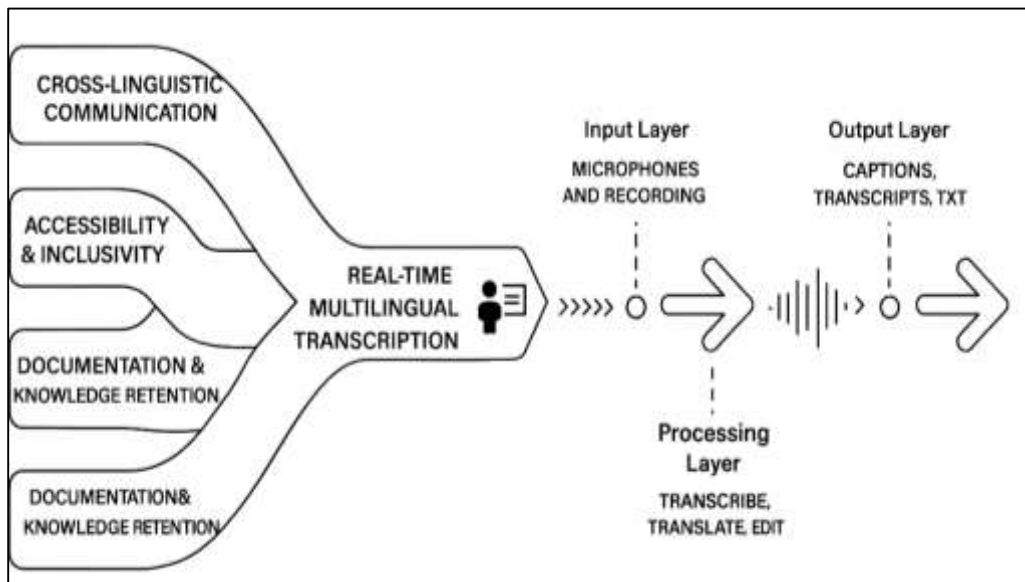 CROSS-LINGUISTIC
COMMUNICATION
ACCESSIBILITY
& INCLUSIVITY
DOCUMENTATION &
KNOWLEDGE RETENTION
DOCUMENTATION&
KNOWLEDGE RETENTION
REAL-TIME
MULTILINGUAL
TRANSCRIPTION
Input Layer
MICROPHONES
AND RECORDING
Processing
Layer
TRANSCRIBE,
TRANSLATE, EDIT
Output Layer
CAPTIONS,
TRANSCRIPTS, TXT